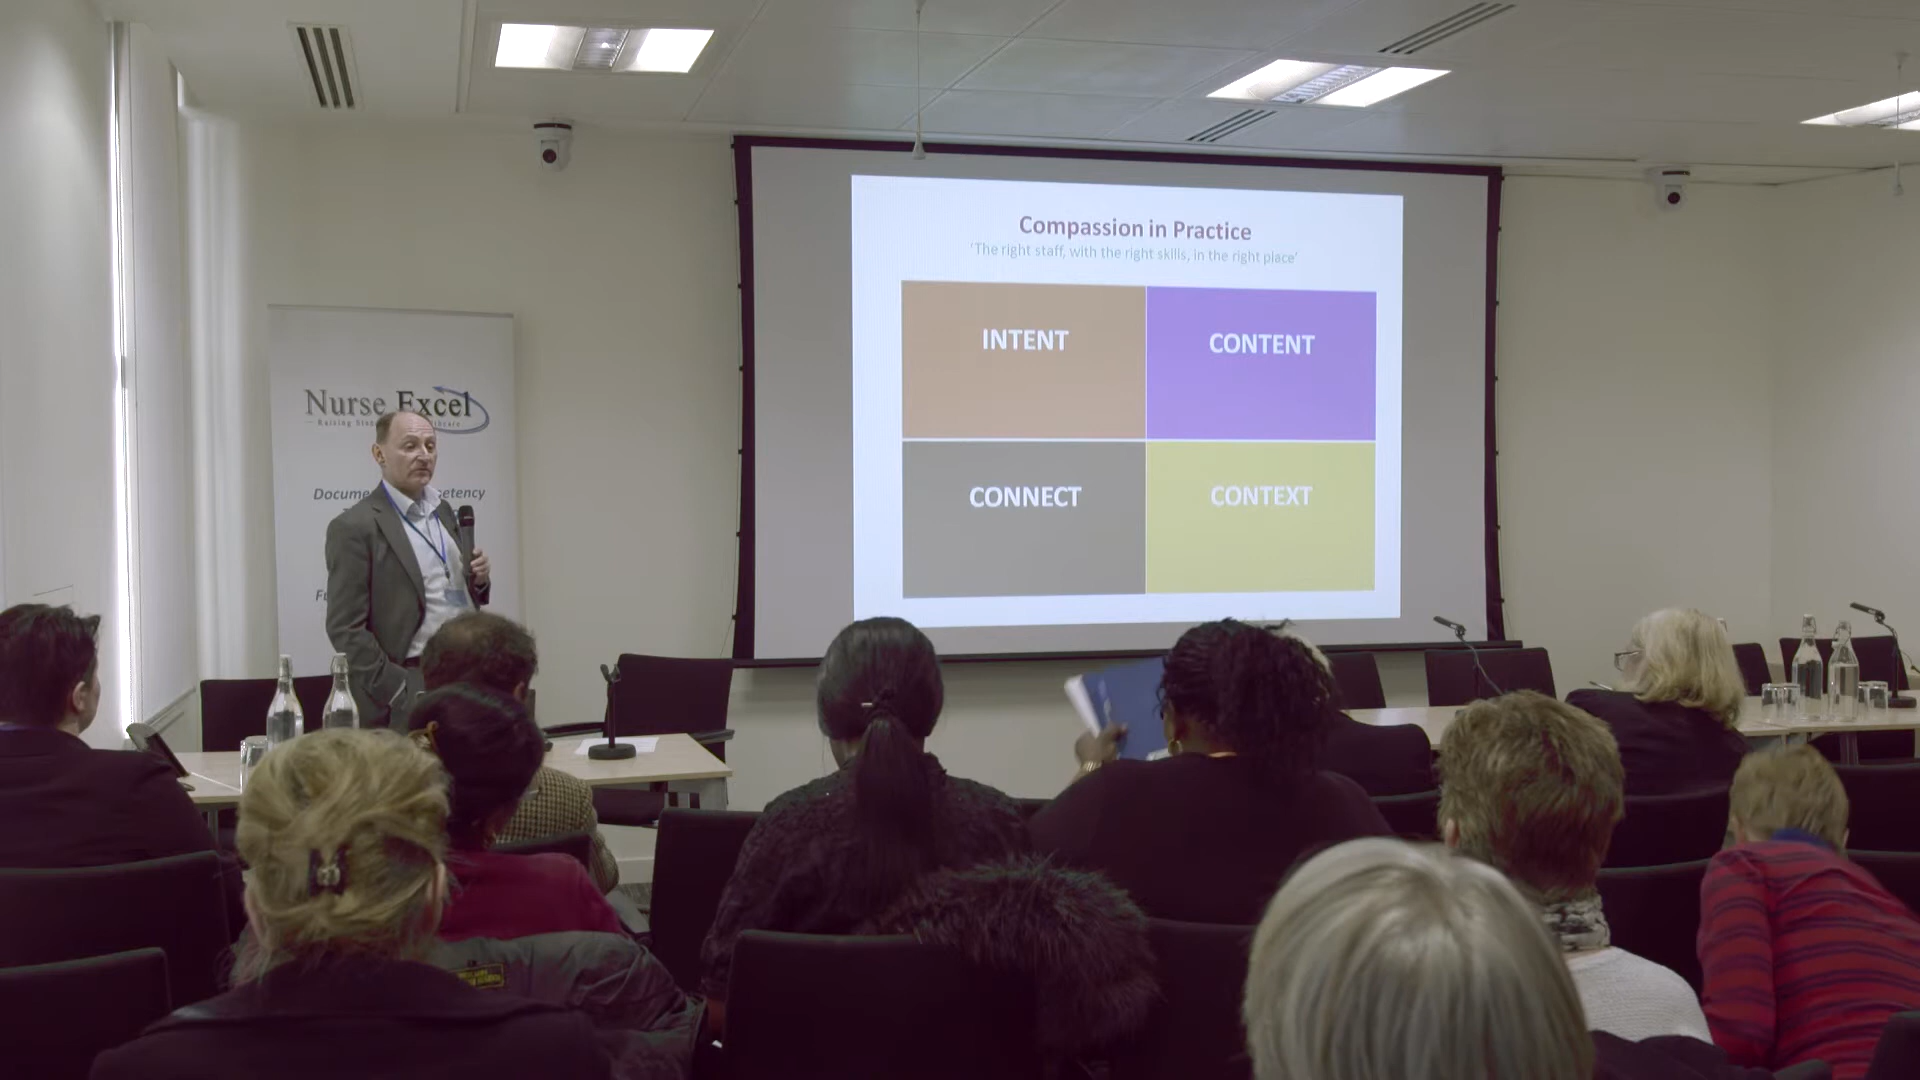 Compassion in Practice
'The right staff, with the right skills, in the right place'
INTENT
CONTENT
CONNECT
CONTEXT
Nurse Excel
Raising